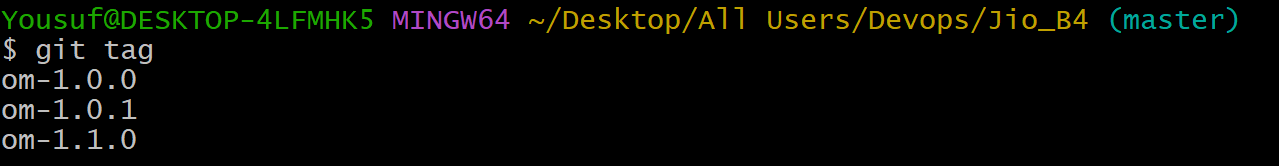 Yousuf@DESKTOP-4LFMHK5 MINGW64 ~/Desktop/All Users/Devops/Jio_B4 (master)
$ git tag
om-1.0.0
om-1.0.1
om-1.1.0